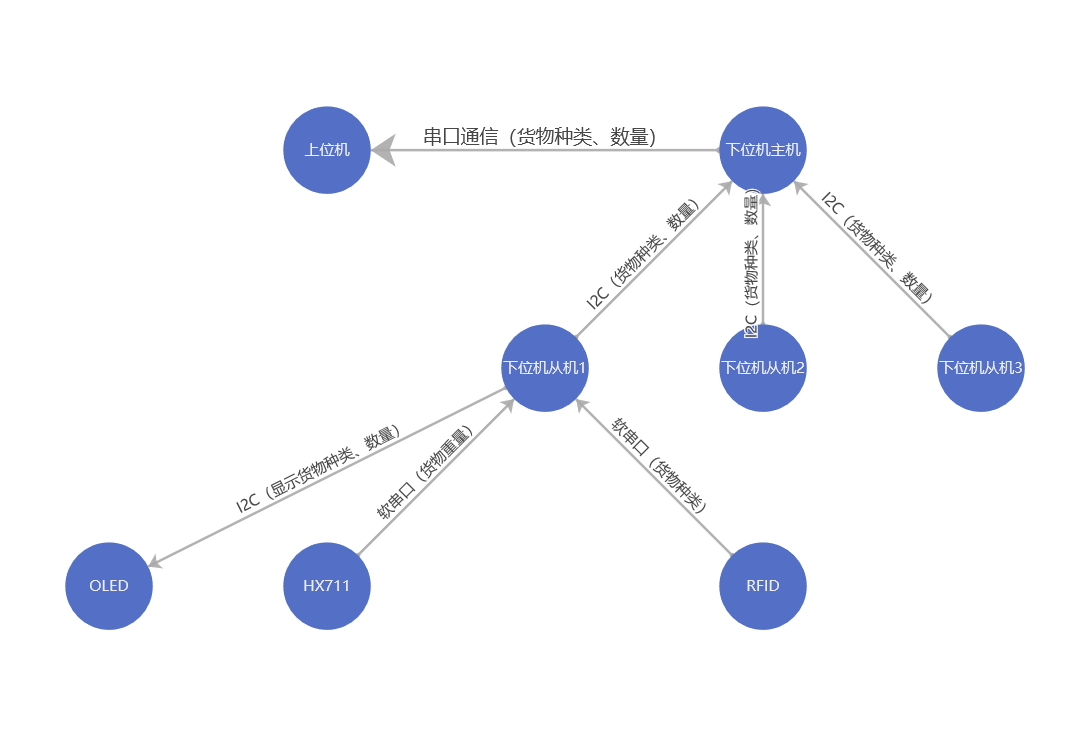 串口通信（货物种类、数量）
上位机
下位机主机
I2C（货物种类、数量）
I2C（货物种类、数量）
I2C（货物种类、数量）
下位机从机1
下位机从机2
下位机从机3
I2C（显示货物种类、数量）
软串口（货物重量）
软串口（货物种类）
OLED
HX711
RFID